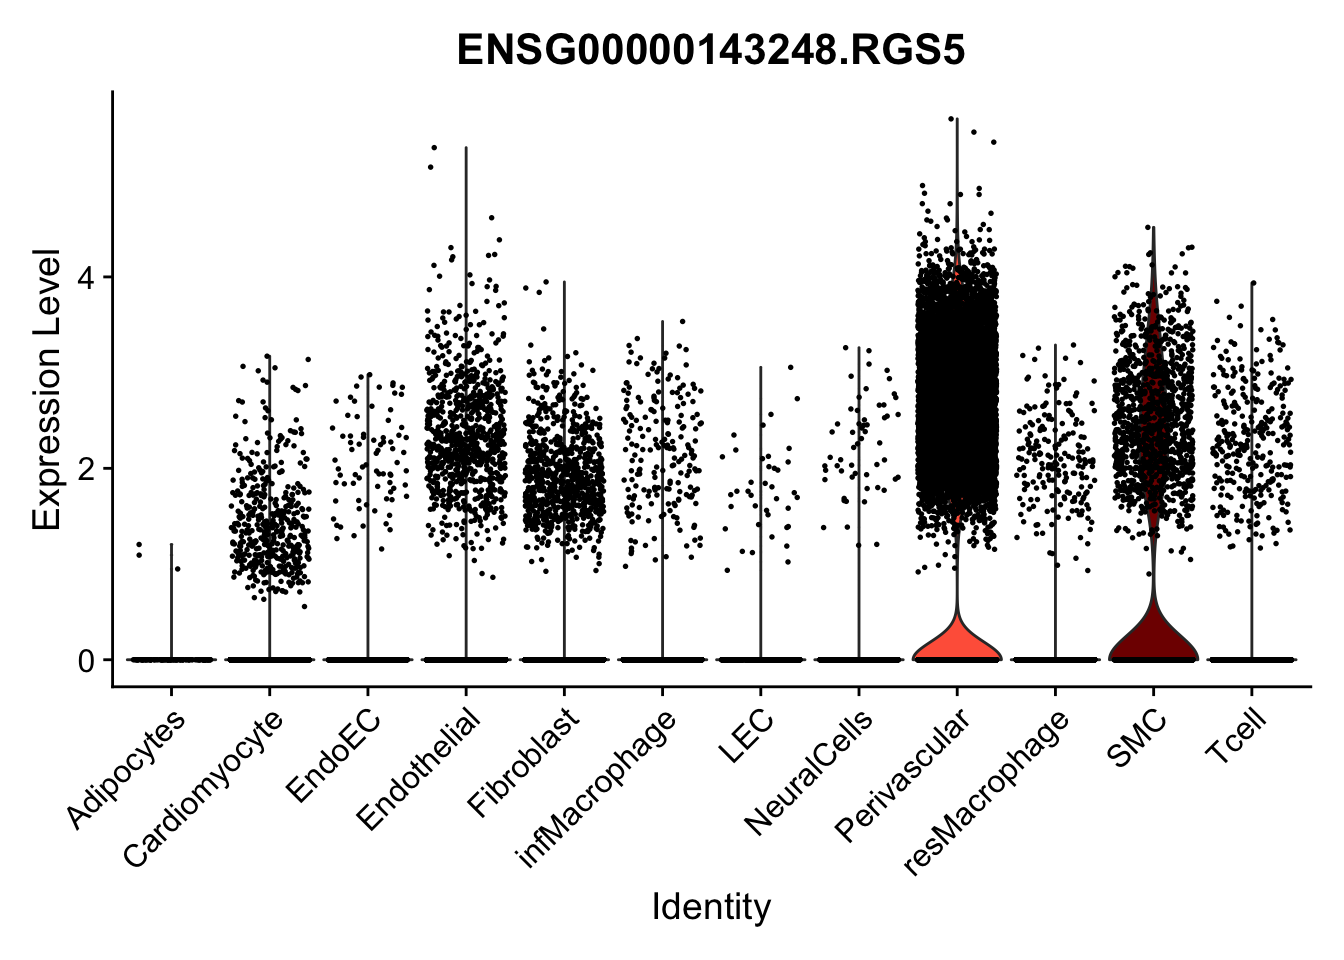 ENSG00000143248.RGS5
Expression Level
4
2
0
Adipocytes
Cardiomyocyte
EndoEC
Endothelial
Fibroblast
infMacrophage
LEC
NeuralCells
Perivascular
resMacrophage
SMC
Tcell
Identity